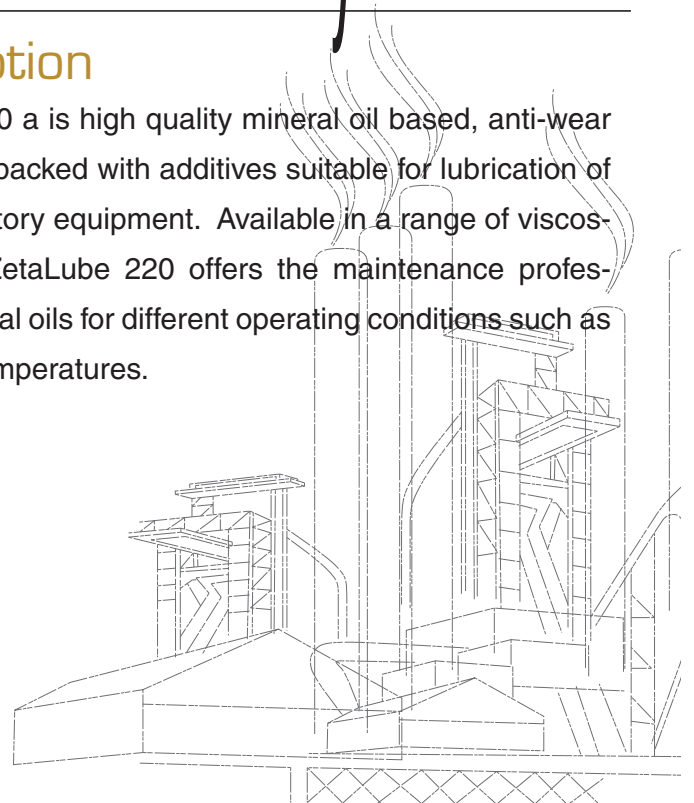 ption
0 a is high quality mineral oil based, anti-wear
packed with additives suitable for lubrication of
tory equipment. Available in a range of viscos-
ZetaLube 220 offers the maintenance profes-
al oils for different operating conditions such as
mperatures.